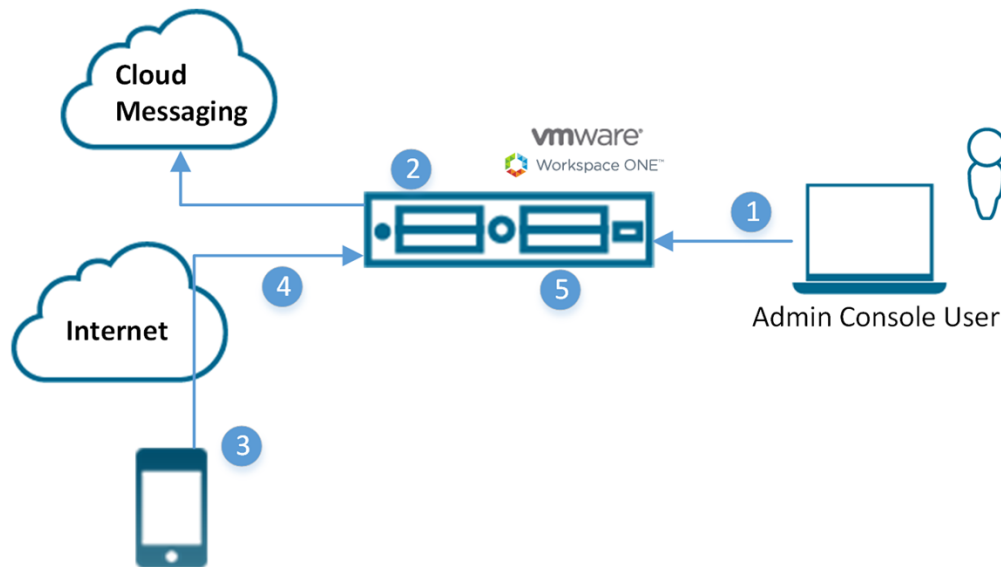 Cloud
Messaging
vmware®
Workspace ONE™
2
1
4
5
Internet
Admin Console User
3